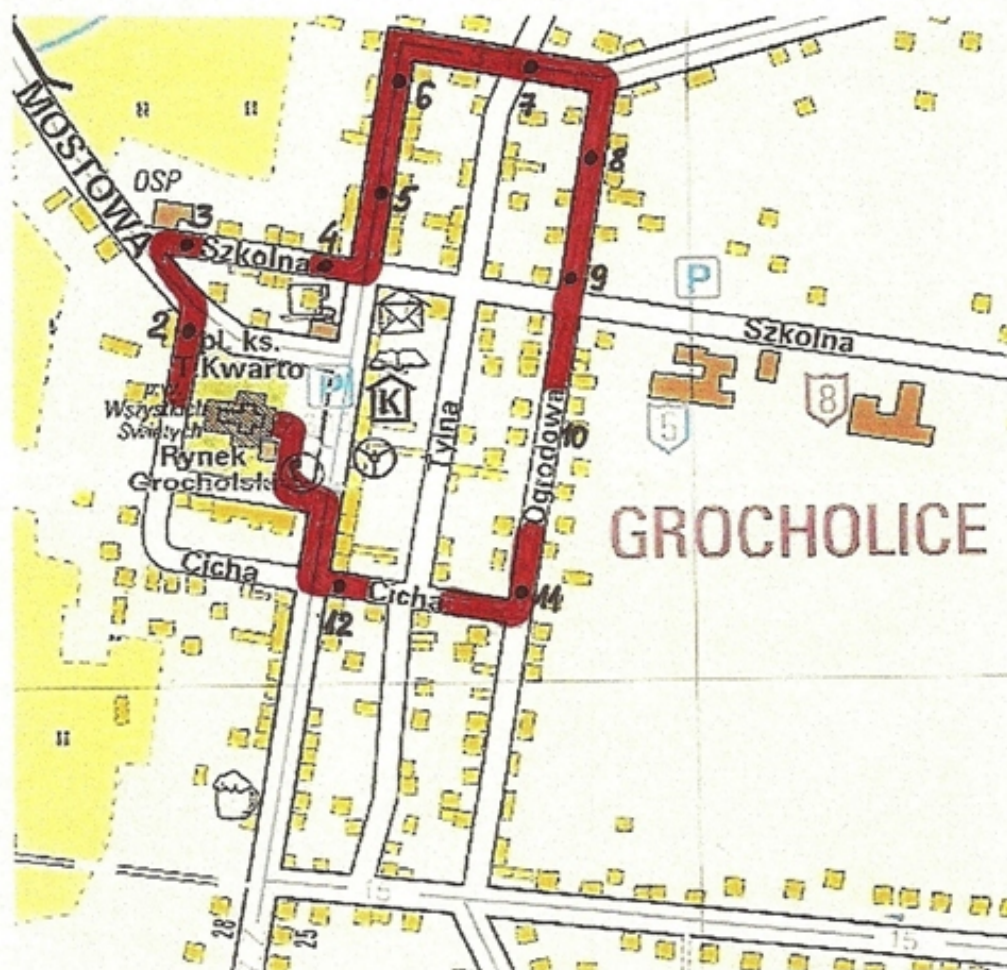 MOSTOWA
OSP
3
Szkolna
4
5
6
7
8
9
P
Szkolna
2
pl. ks.
T. Kwarto
P
p.w.
Wszystkich
Świętych
K
Rynek
Grocholski
Tylna
Ogrodowa
10
5
8
GROCHOLICE
Cicha
Cicha
11
12
28
25
15
15